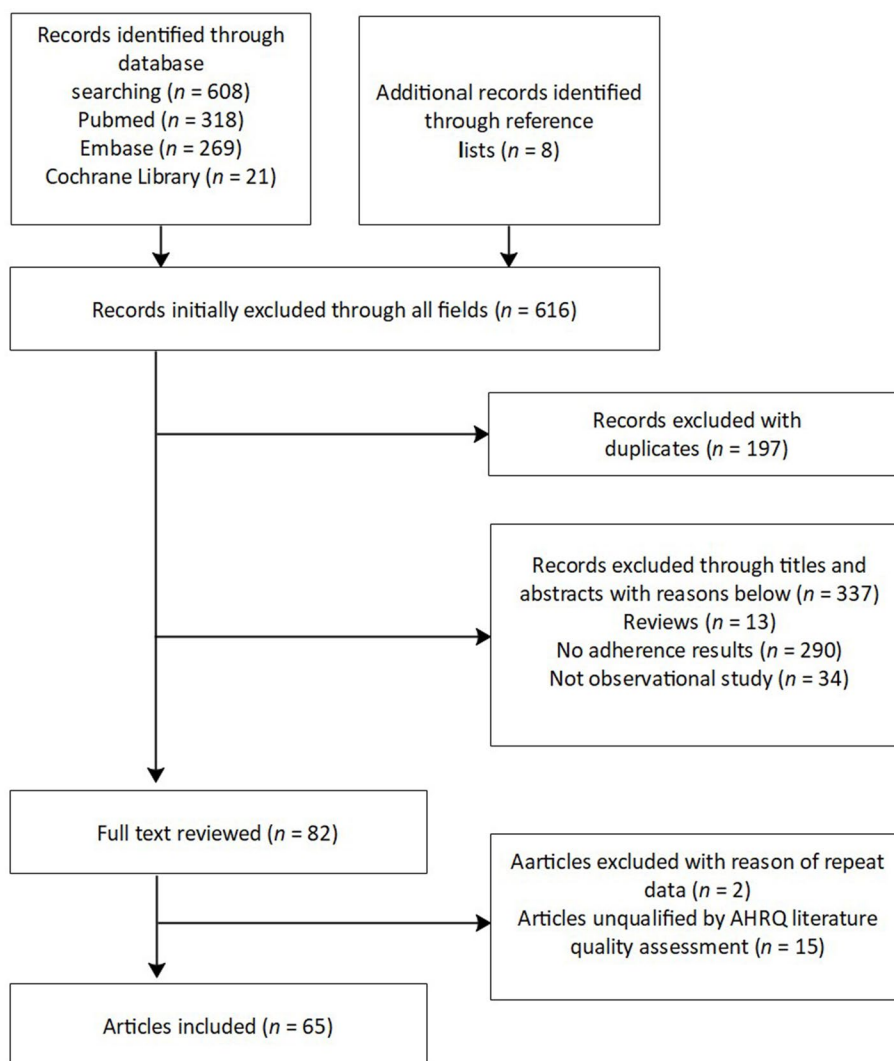 Records identified through
database
searching (n = 608)
Pubmed (n = 318)
Embase (n = 269)
Cochrane Library (n = 21)
Additional records identified
through reference
lists (n = 8)
Records initially excluded through all fields (n = 616)
Records excluded with
duplicates (n = 197)
Records excluded through titles and
abstracts with reasons below (n = 337)
Reviews (n = 13)
No adherence results (n = 290)
Not observational study (n = 34)
Full text reviewed (n = 82)
Aarticles excluded with reason of repeat
data (n = 2)
Articles unqualified by AHRQ literature
quality assessment (n = 15)
Articles included (n = 65)